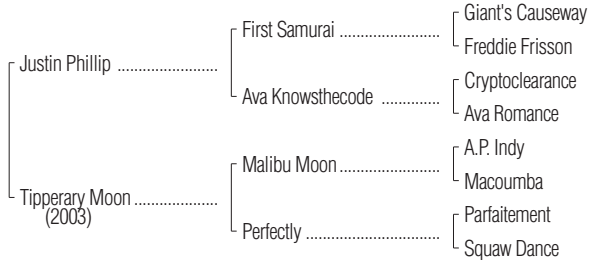 Giant's Causeway
First Samurai ......................
Freddie Frisson
Justin Phillip ......................
Cryptoclearance
Ava Knowsthecode .............
Ava Romance
A.P. Indy
Malibu Moon ......................
Macoumba
Tipperary Moon ..................
(2003)
Parfaitement
Perfectly .............................
Squaw Dance